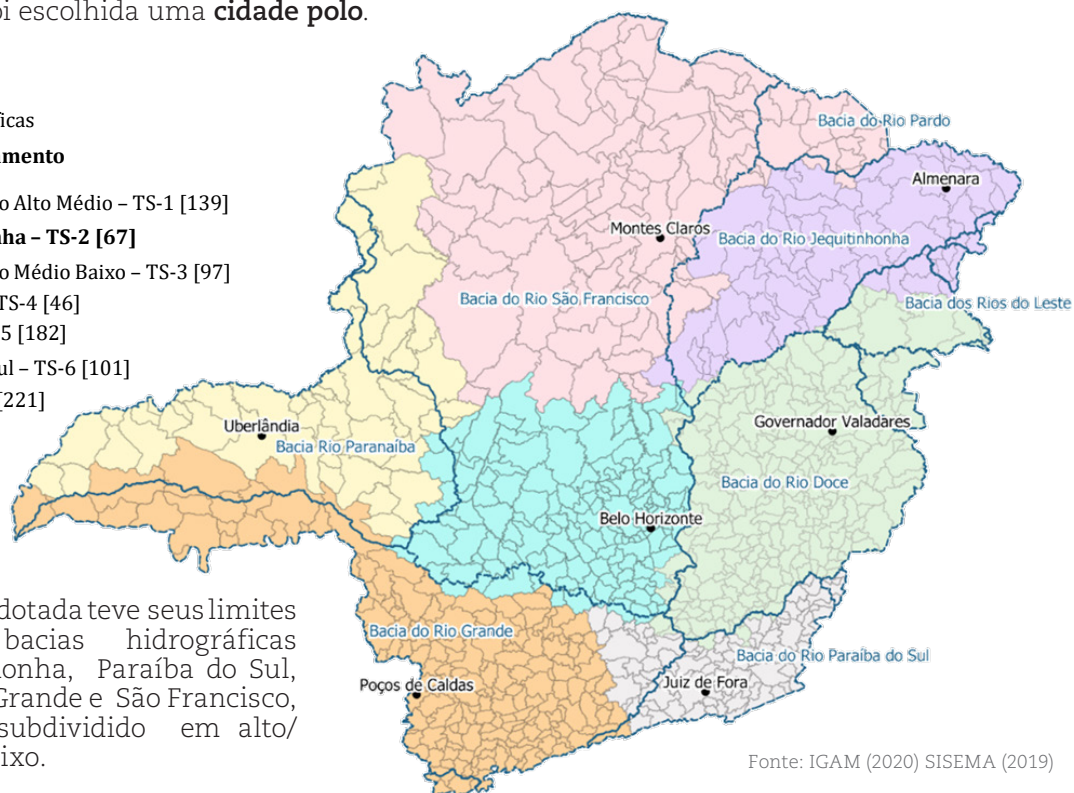 oi escolhida uma cidade polo.
ficas
amento
o Alto Médio – TS-1 [139]
nha – TS-2 [67]
o Médio Baixo – TS-3 [97]
TS-4 [46]
5 [182]
ul – TS-6 [101]
[221]
Bacia do Rio Pardo
Almenara
Montes Claros
Bacia do Rio Jequitinhonha
Bacia do Rio São Francisco
Bacia dos Rios do Leste
Uberlândia
Bacia Rio Paranaíba
Governador Valadares
Bacia do Rio Doce
Belo Horizonte
dotada teve seus limites
bacias hidrográficas
onha, Paraíba do Sul,
Grande e São Francisco,
subdividido em alto/
ixo.
Bacia do Rio Grande
Bacia do Rio Paraíba do Sul
Poços de Caldas
Juiz de Fora
Fonte: IGAM (2020) SISEMA (2019)